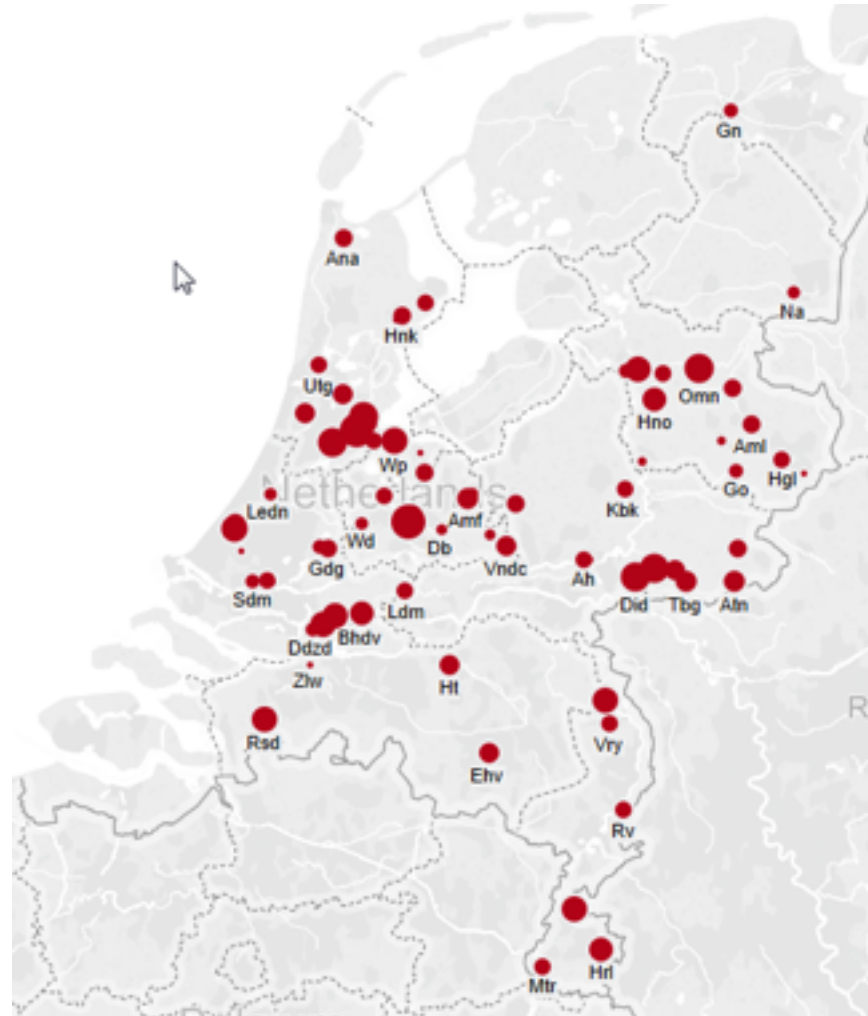 Gn
Ana
Na
Hnk
Utg
Omn
Hno
Aml
Wp
Hgl
Go
Netherlands
Ledn
Amf
Kbk
Wd
Db
Gdg
Vndc
Ah
Sdm
Ldm
Did
Tbg
Atn
Bhdv
Ddzd
Zlw
Ht
Rsd
Vry
R
Ehv
Rv
Hrl
Mtr